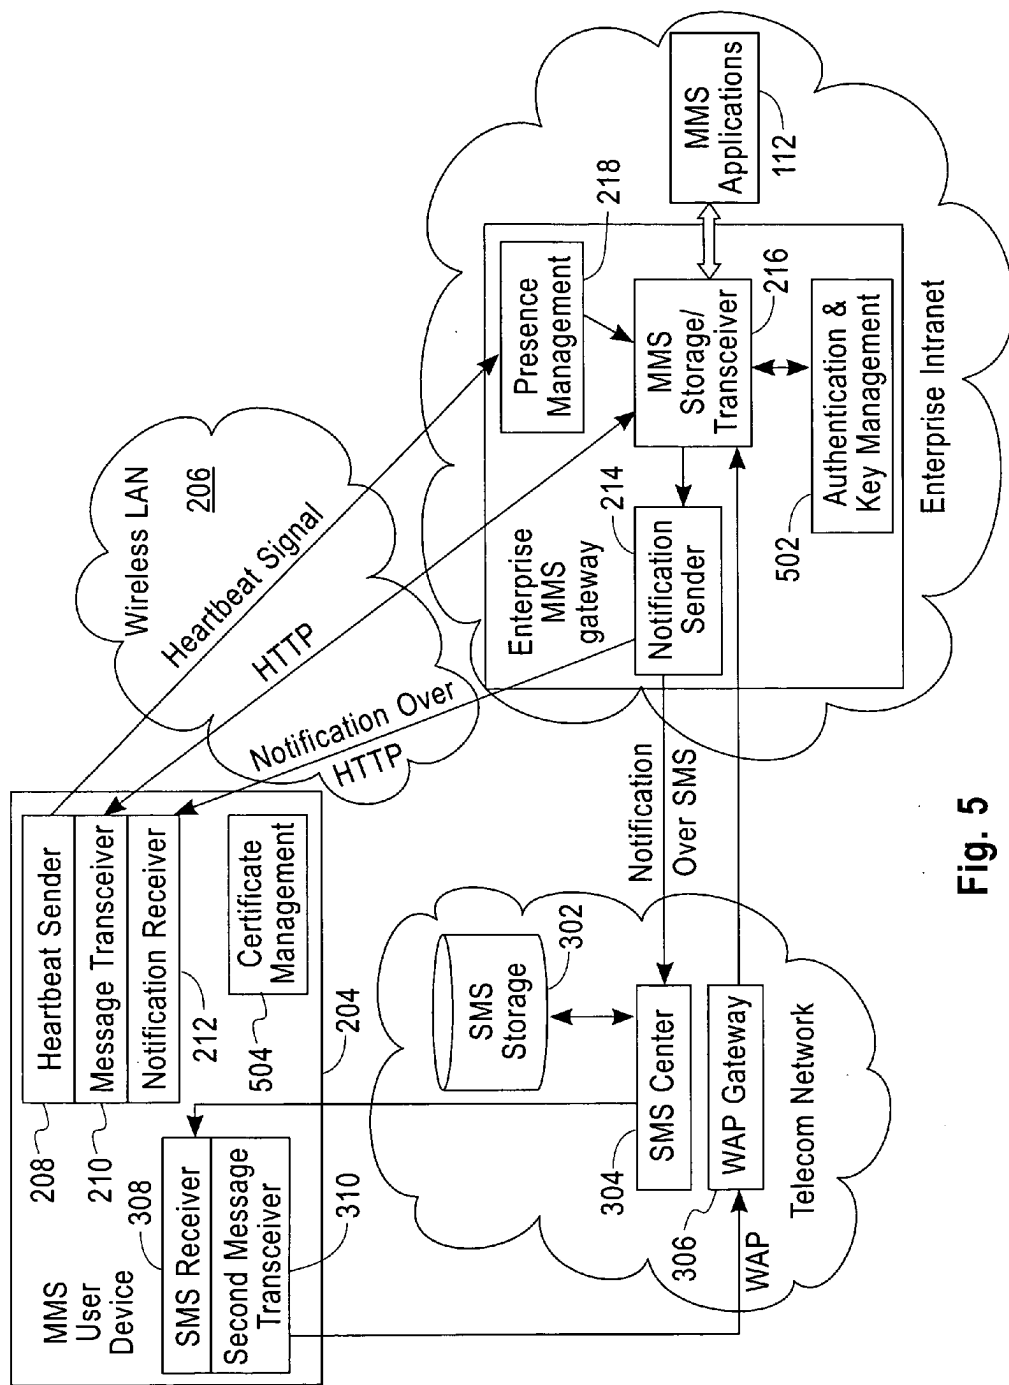 MMS
User
Device
208
Heartbeat Sender
210
Message Transceiver
Notification Receiver
212
308
SMS Receiver
Second Message
Transceiver
310
504
Certificate
Management
204
Wireless LAN
206
Heartbeat Signal
HTTP
Notification Over
HTTP
SMS
Storage
302
304
SMS Center
306
WAP Gateway
WAP
Telecom Network
Notification
Over SMS
Enterprise
MMS
gateway
Presence
Management
218
Notification
Sender
214
MMS
Storage/
Transceiver
216
502
Authentication &
Key Management
MMS
Applications
112
Enterprise Intranet
Fig. 5